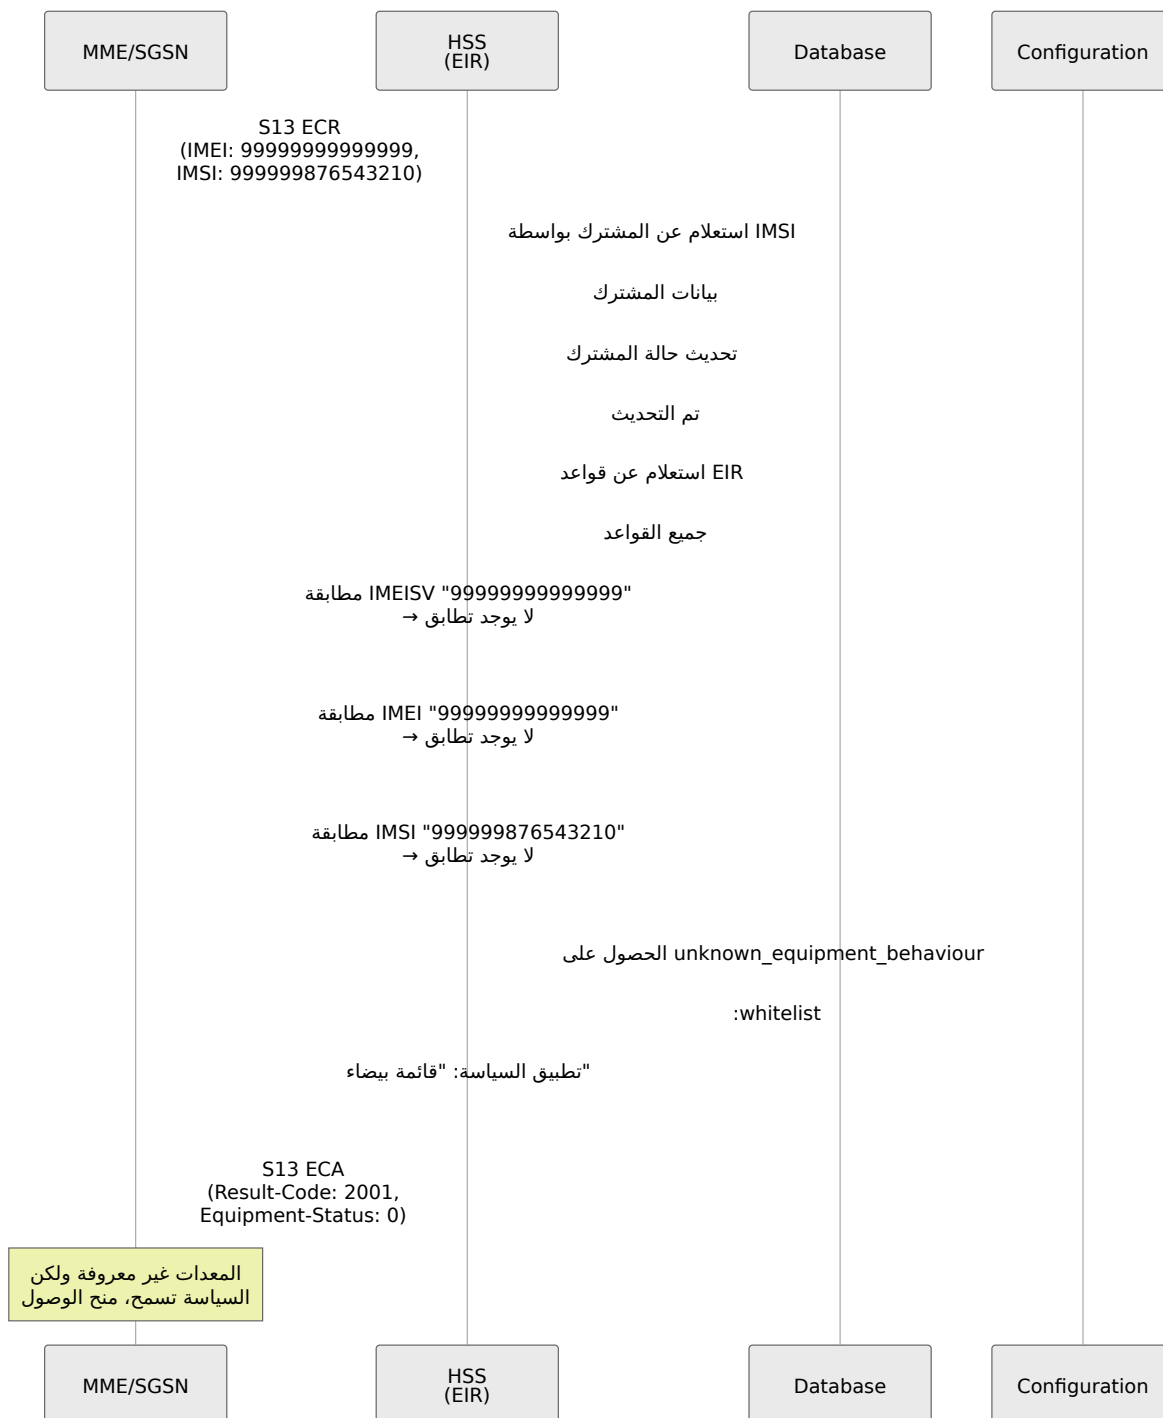 MME/SGSN
HSS
(EIR)
Database
Configuration
S13 ECR
(IMEI: 99999999999999,
IMSI: 999999876543210)
استعلام عن المشترك بواسطة IMSI
بيانات المشترك
تحديث حالة المشترك
تم التحديث
استعلام عن قواعد EIR
جميع القواعد
مطابقة IMEISV "99999999999999"
→ لا يوجد تطابق
مطابقة IMEI "99999999999999"
→ لا يوجد تطابق
مطابقة IMSI "999999876543210"
→ لا يوجد تطابق
الحصول على unknown_equipment_behaviour
:whitelist
تطبيق السياسة: "قائمة بيضاء"
S13 ECA
(Result-Code: 2001,
Equipment-Status: 0)
المعدات غير معروفة ولكن
السياسة تسمح، منح الوصول
MME/SGSN
HSS
(EIR)
Database
Configuration